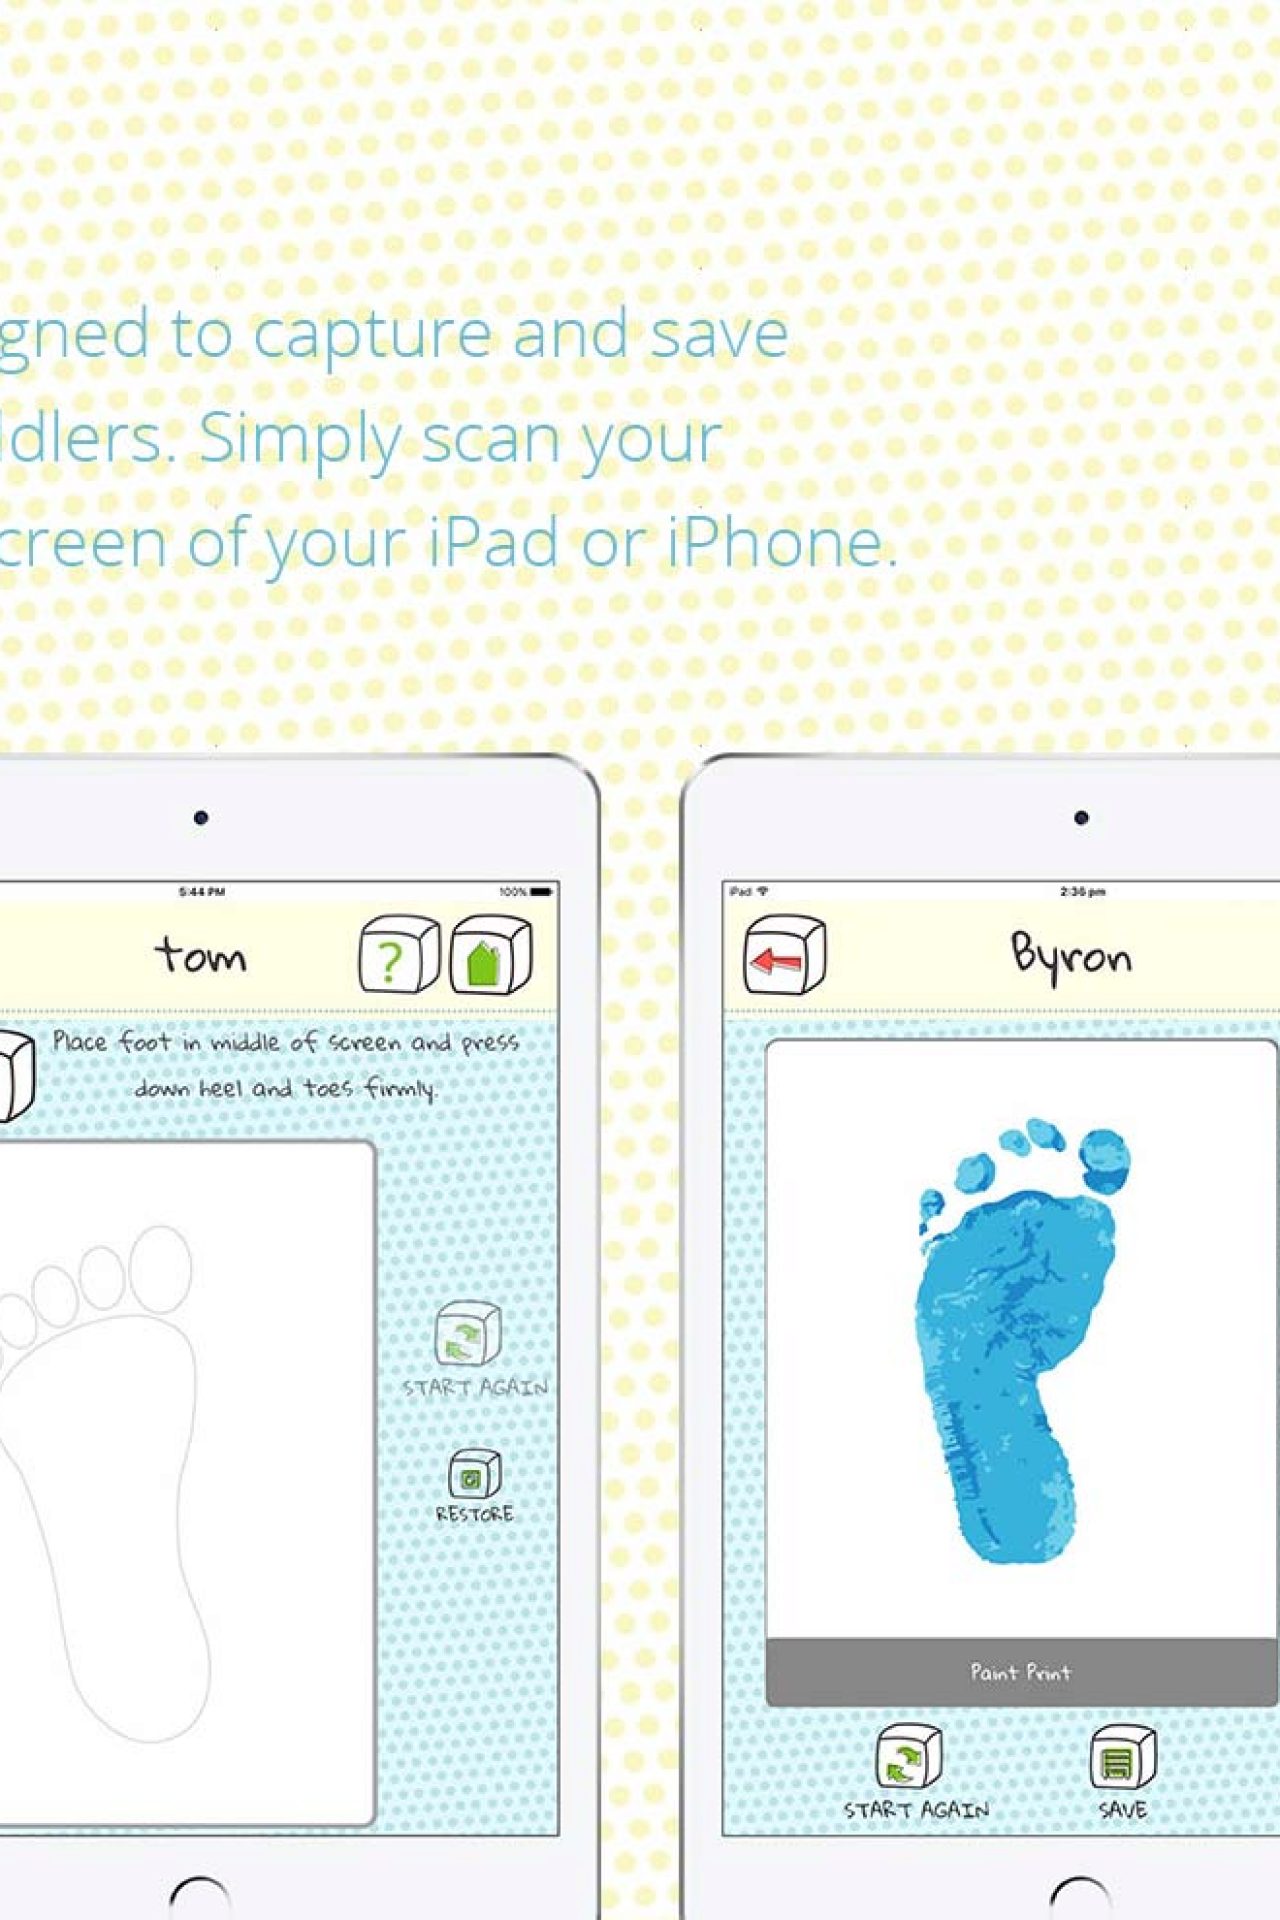 gned to capture and save
dlers. Simply scan your
creen of your iPad or iPhone.
5:44 PM
100%
tom
?
Place foot in middle of screen and press
down heel and toes firmly.
START AGAIN
RESTORE
iPad
2:36 pm
Byron
Paint Print
START AGAIN
SAVE